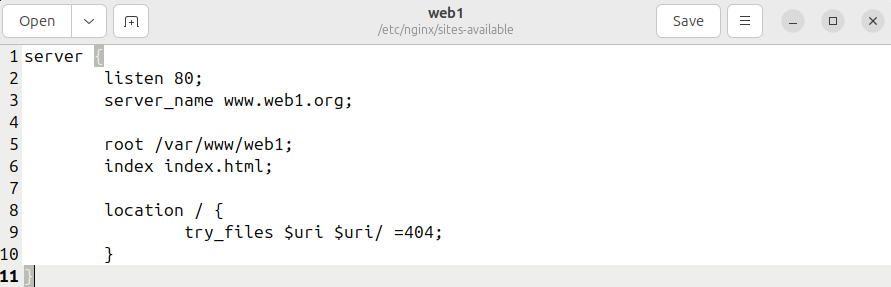 Open
web1
/etc/nginx/sites-available
Save
1 server {
2 listen 80;
3 server_name www.web1.org;
4
5 root /var/www/web1;
6 index index.html;
7
8 location / {
9 try_files $uri $uri/ =404;
10 }
11 }